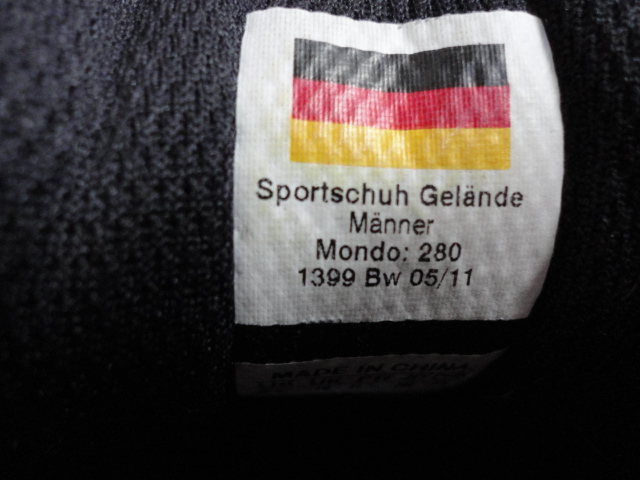 Sportschuh Gelände
Männer
Mondo: 280
1399 Bw 05/11
MADE IN CHINA